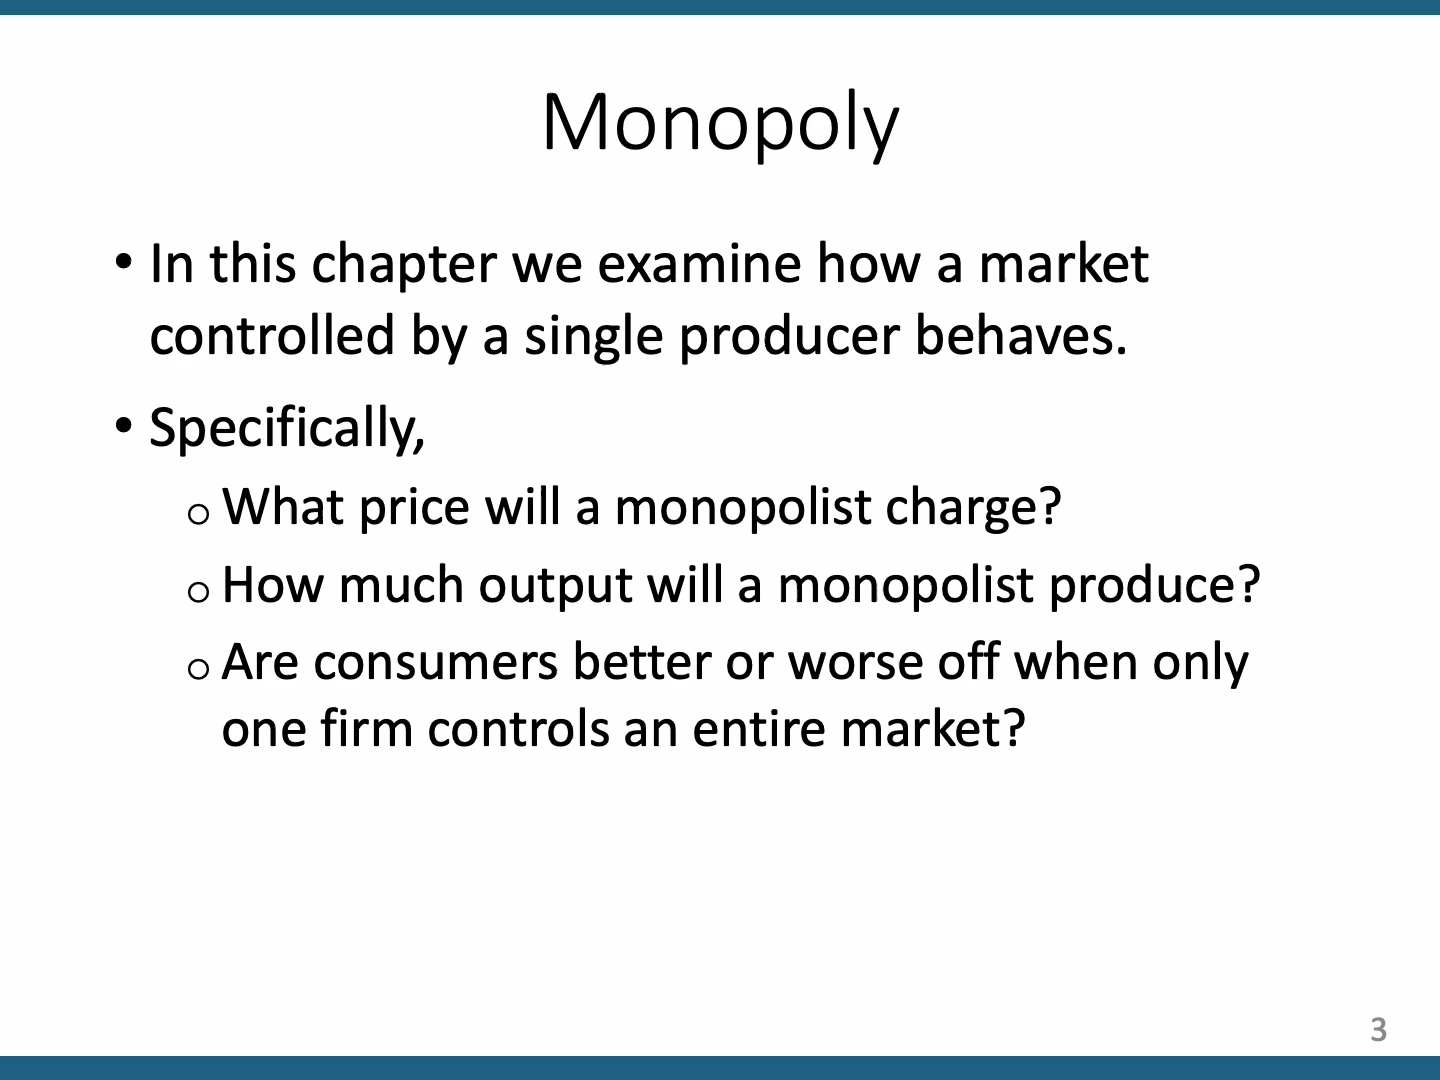 Monopoly
• In this chapter we examine how a market
controlled by a single producer behaves.
• Specifically,
o What price will a monopolist charge?
o How much output will a monopolist produce?
o Are consumers better or worse off when only
one firm controls an entire market?
3